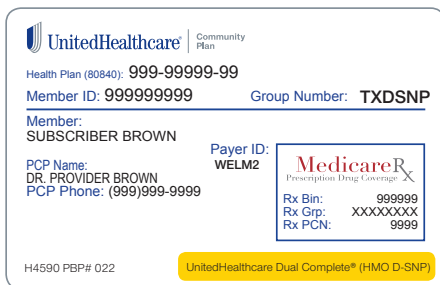 UnitedHealthcare® Community Plan
Health Plan (80840): 999-99999-99
Member ID: 999999999 Group Number: TXDSNP
Member:
SUBSCRIBER BROWN
Payer ID:
WELM2
PCP Name:
DR. PROVIDER BROWN
PCP Phone: (999)999-9999
MedicareRx
Prescription Drug Coverage
Rx Bin: 999999
Rx Grp: XXXXXXXX
Rx PCN: 9999
H4590 PBP# 022 UnitedHealthcare Dual Complete® (HMO D-SNP)